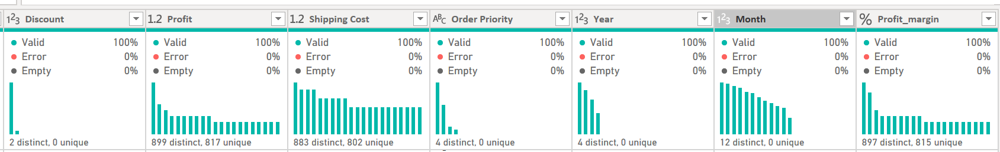 1²3 Discount 1.2 Profit 1.2 Shipping Cost ABC Order Priority 1²3 Year 1²3 Month % Profit_margin
Valid 100% Valid 100% Valid 100% Valid 100% Valid 100% Valid 100% Valid 100%
Error 0% Error 0% Error 0% Error 0% Error 0% Error 0% Error 0%
Empty 0% Empty 0% Empty 0% Empty 0% Empty 0% Empty 0% Empty 0%
2 distinct, 0 unique 899 distinct, 817 unique 883 distinct, 802 unique 4 distinct, 0 unique 4 distinct, 0 unique 12 distinct, 0 unique 897 distinct, 815 unique